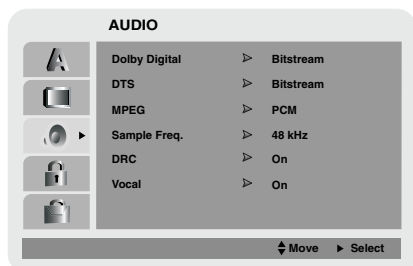 AUDIO
A
Dolby Digital Bitstream
DTS Bitstream
MPEG PCM
Sample Freq. 48 kHz
DRC On
Vocal On
Move Select